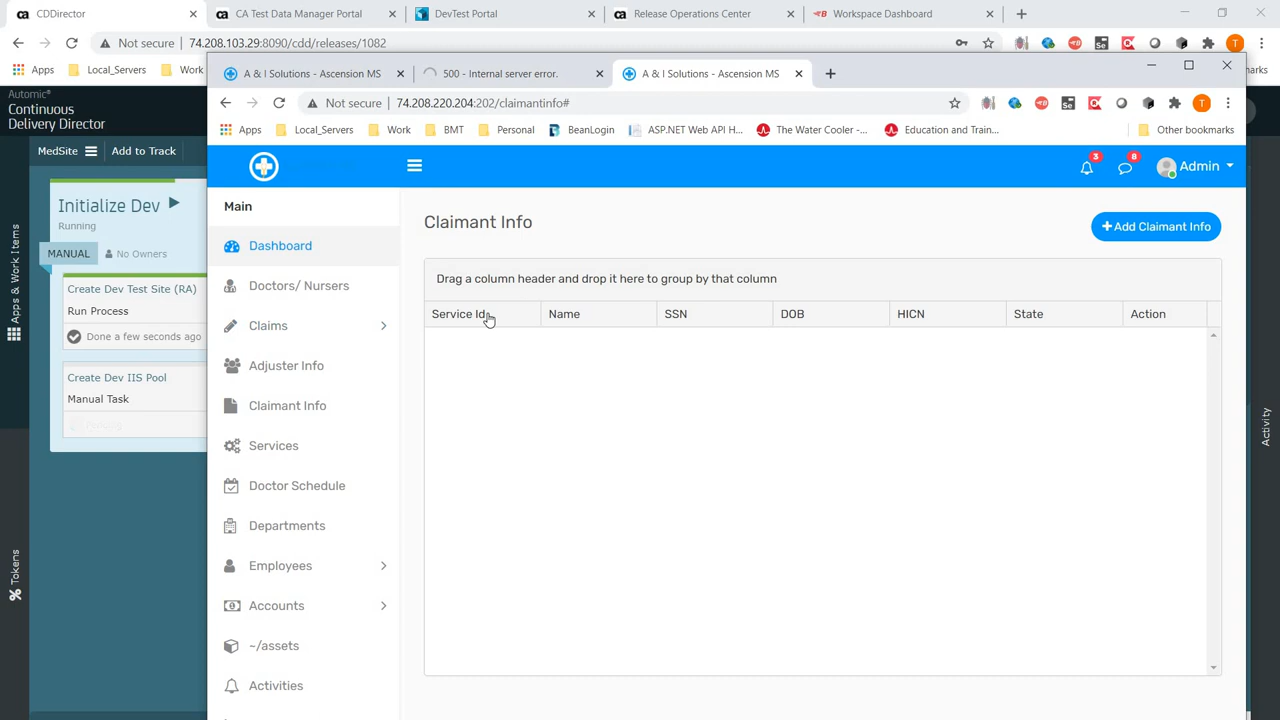 CDDirector
CA Test Data Manager Portal
DevTest Portal
Release Operations Center
Workspace Dashboard
Not secure
74.208.103.29:8090/cdd/releases/1082
Apps
Local_Servers
Work
marks
A & I Solutions - Ascension MS
500 - Internal server error.
A & I Solutions - Ascension MS
Not secure
74.208.220.204:202/claimantinfo#
Apps
Local_Servers
Work
BMT
Personal
BeanLogin
ASP.NET Web API H...
The Water Cooler -...
Education and Train...
Other bookmarks
Automic®
Continuous
Delivery Director
MedSite
Add to Track
Initialize Dev
Running
MANUAL
No Owners
Create Dev Test Site (RA)
Run Process
Done a few seconds ago
Create Dev IIS Pool
Manual Task
Pending
Apps & Work Items
Tokens
Activity
3
8
Admin
Main
Dashboard
Doctors/ Nursers
Claims
Adjuster Info
Claimant Info
Services
Doctor Schedule
Departments
Employees
Accounts
~/assets
Activities
Claimant Info
+ Add Claimant Info
Drag a column header and drop it here to group by that column
Service Id
Name
SSN
DOB
HICN
State
Action